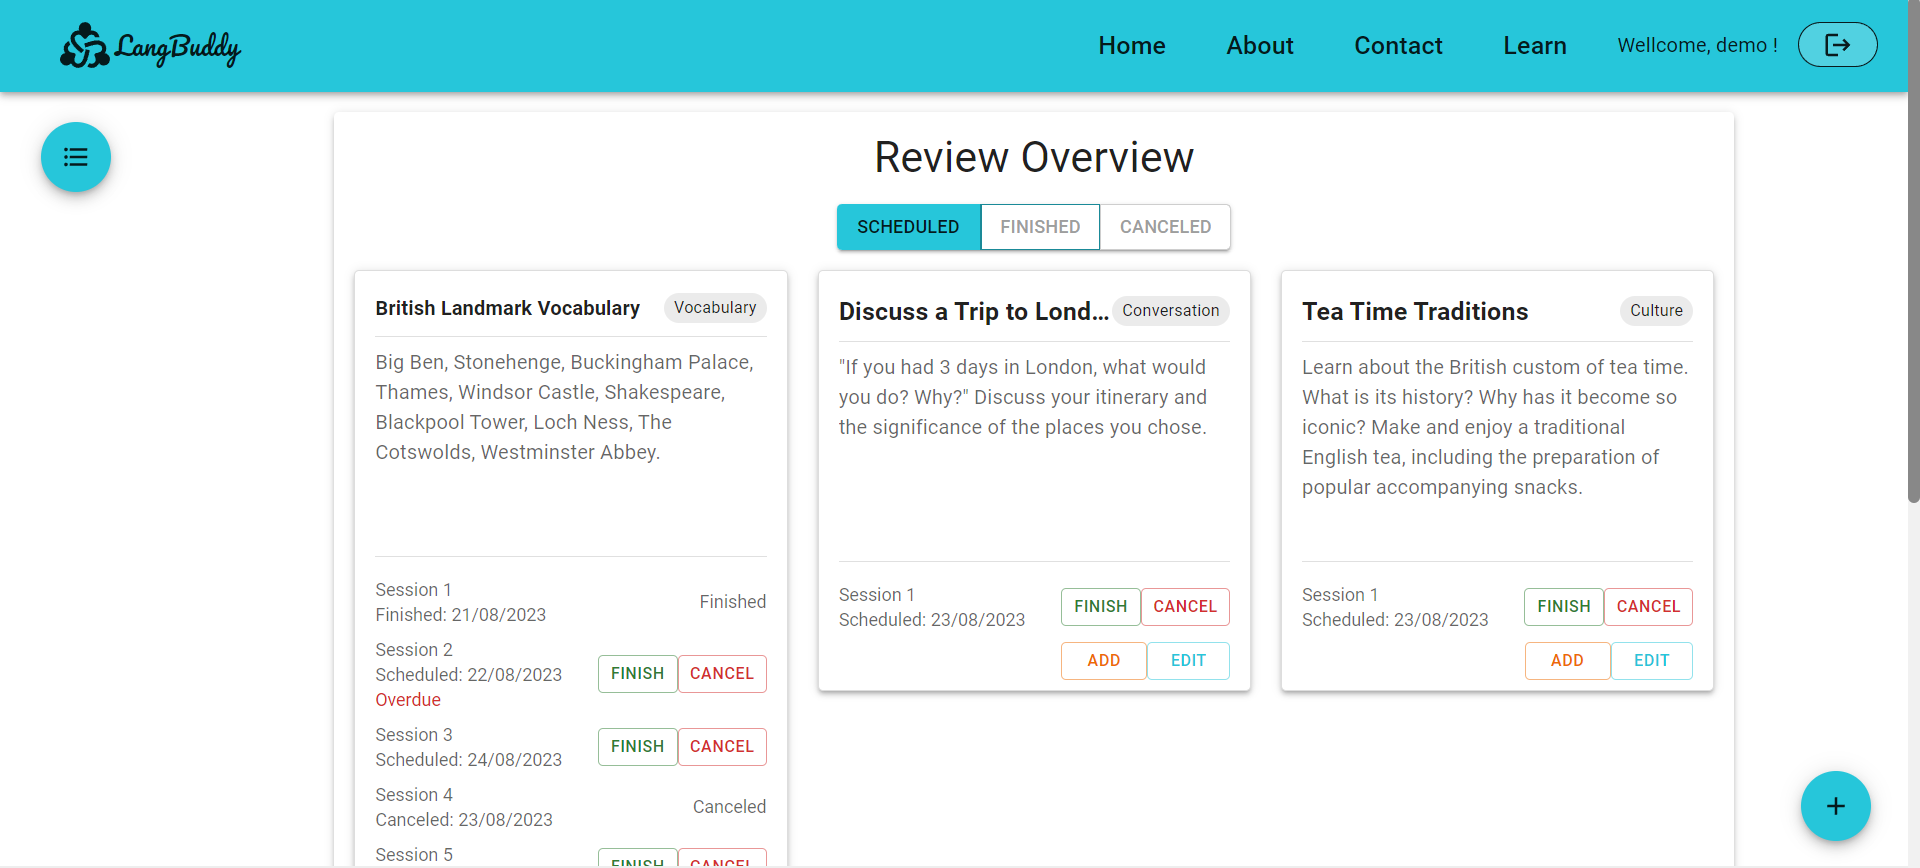 LangBuddy
Home
About
Contact
Learn
Wellcome, demo !
Review Overview
SCHEDULED
FINISHED
CANCELED
British Landmark Vocabulary
Vocabulary
Big Ben, Stonehenge, Buckingham Palace,
Thames, Windsor Castle, Shakespeare,
Blackpool Tower, Loch Ness, The
Cotswolds, Westminster Abbey.
Session 1
Finished: 21/08/2023
Finished
Session 2
Scheduled: 22/08/2023
Overdue
FINISH
CANCEL
Session 3
Scheduled: 24/08/2023
FINISH
CANCEL
Session 4
Canceled: 23/08/2023
Canceled
Session 5
FINISH
CANCEL
Discuss a Trip to Lond...
Conversation
"If you had 3 days in London, what would
you do? Why?" Discuss your itinerary and
the significance of the places you chose.
Session 1
Scheduled: 23/08/2023
FINISH
CANCEL
ADD
EDIT
Tea Time Traditions
Culture
Learn about the British custom of tea time.
What is its history? Why has it become so
iconic? Make and enjoy a traditional
English tea, including the preparation of
popular accompanying snacks.
Session 1
Scheduled: 23/08/2023
FINISH
CANCEL
ADD
EDIT